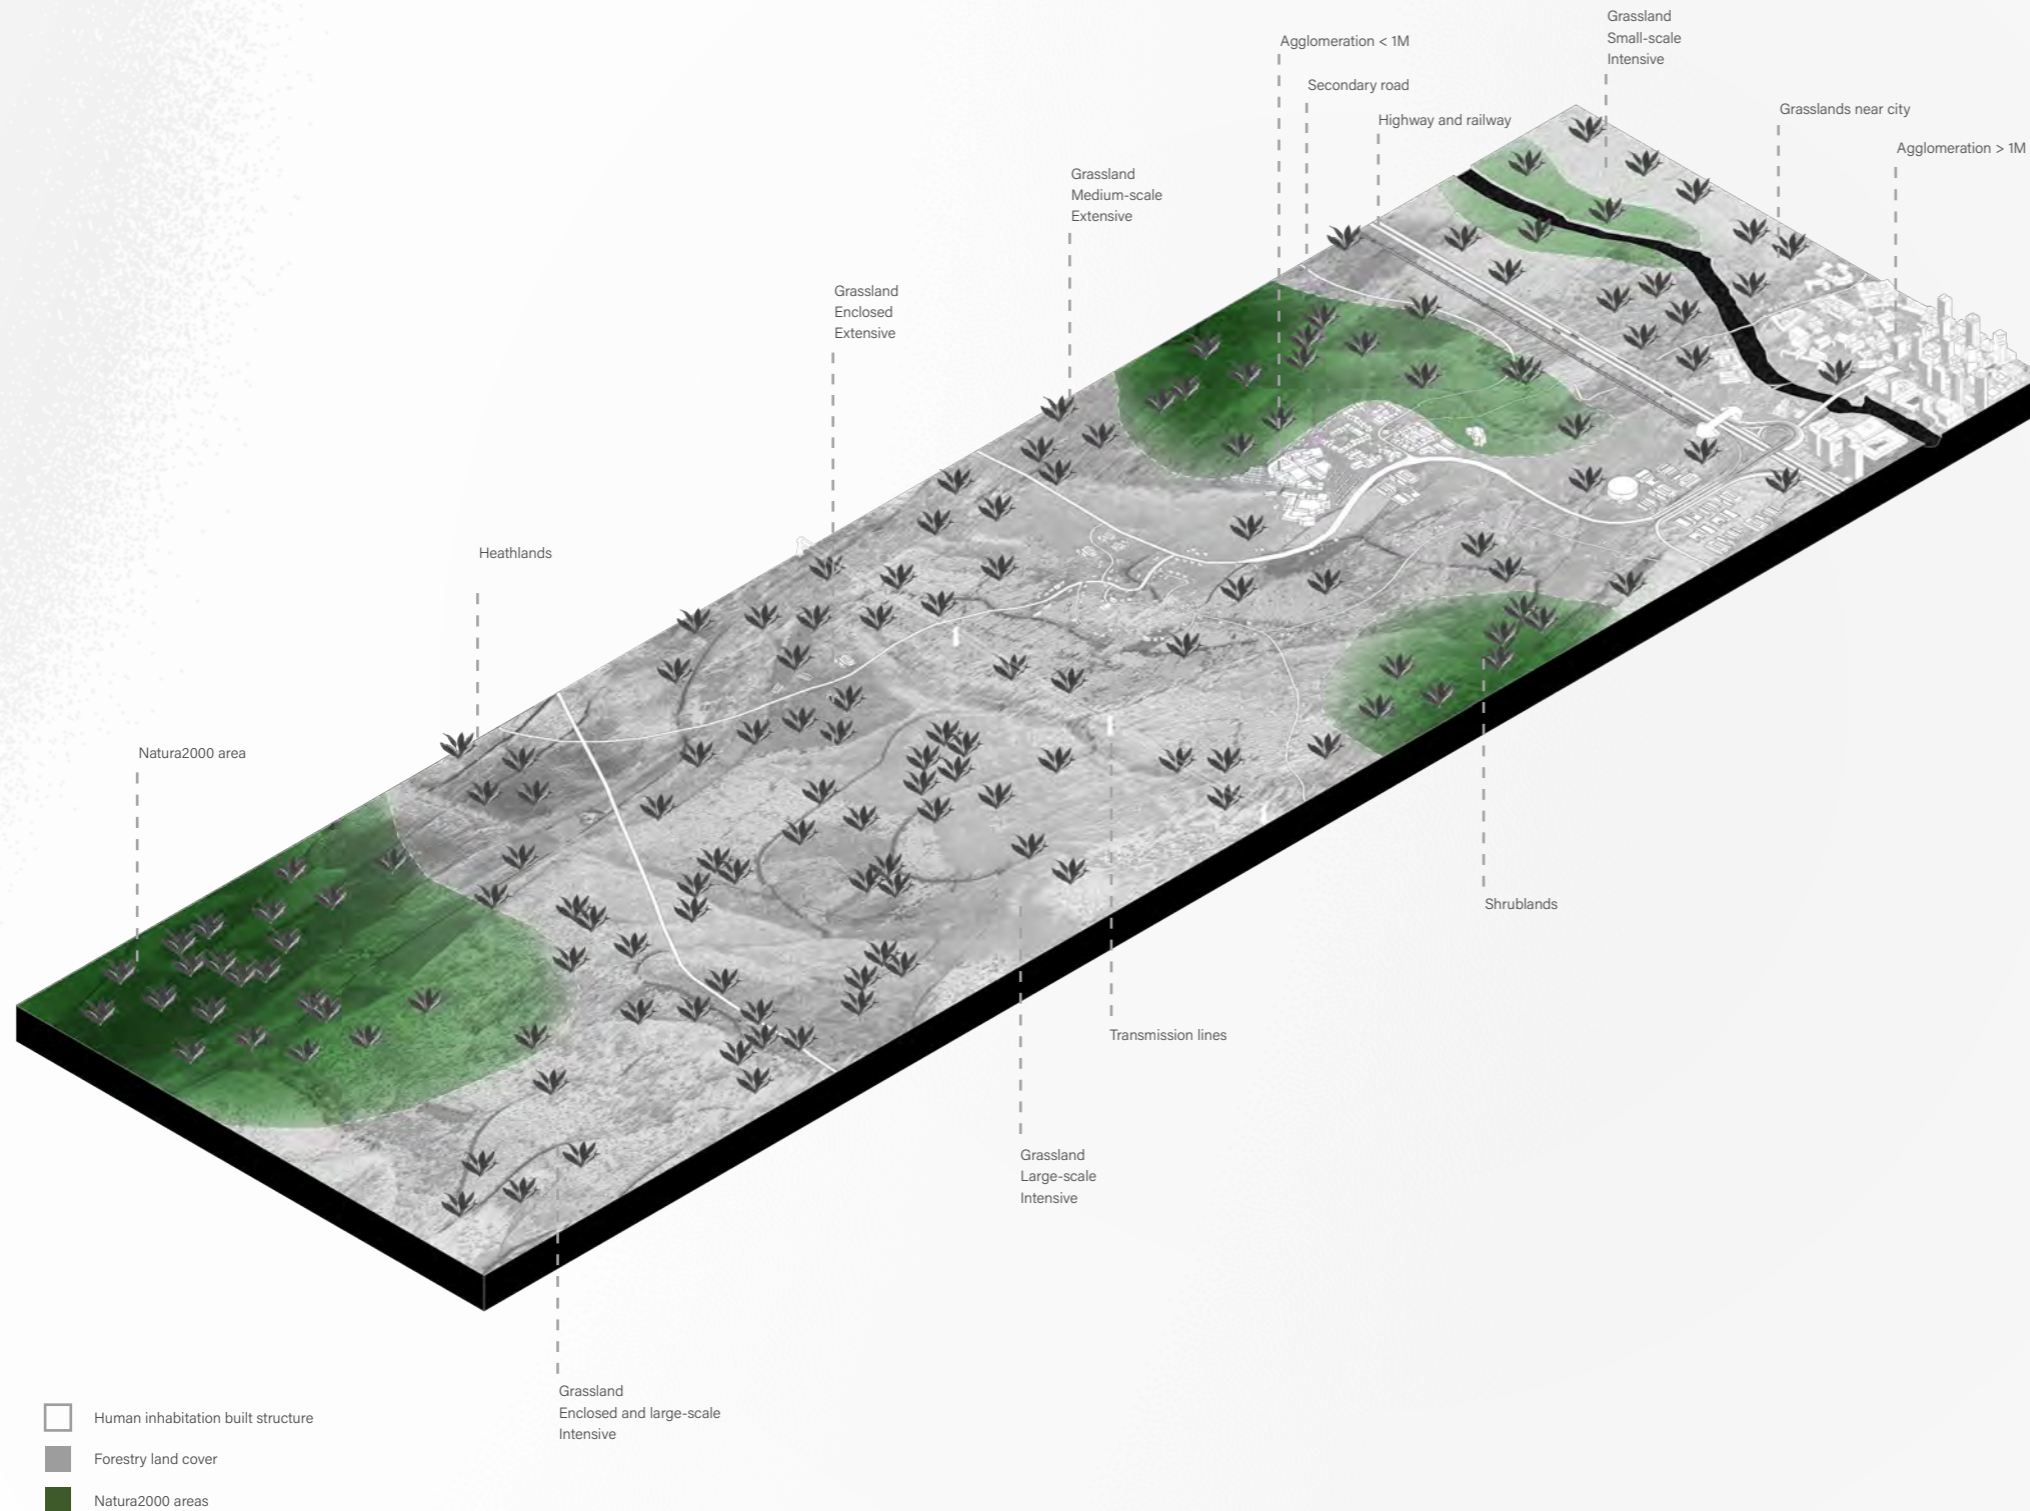 Grassland
Small-scale
Intensive
Agglomeration < 1M
Secondary road
Grasslands near city
Highway and railway
Agglomeration > 1M
Grassland
Medium-scale
Extensive
Grassland
Enclosed
Extensive
Heathlands
Natura2000 area
Shrublands
Transmission lines
Grassland
Large-scale
Intensive
Grassland
Enclosed and large-scale
Intensive
Human inhabitation built structure
Forestry land cover
Natura2000 areas